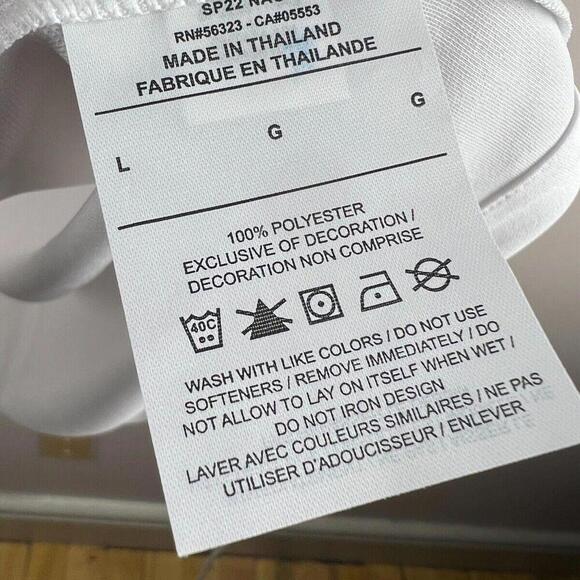 SP22
RN#56323 - CA#05553
MADE IN THAILAND
FABRIQUE EN THAILANDE
L G G
100% POLYESTER
EXCLUSIVE OF DECORATION /
DECORATION NON COMPRISE
40C
WASH WITH LIKE COLORS / DO NOT USE
SOFTENERS / REMOVE IMMEDIATELY / DO
NOT ALLOW TO LAY ON ITSELF WHEN WET /
DO NOT IRON DESIGN
LAVER AVEC COULEURS SIMILAIRES / NE PAS
UTILISER D'ADOUCISSEUR / ENLEVER